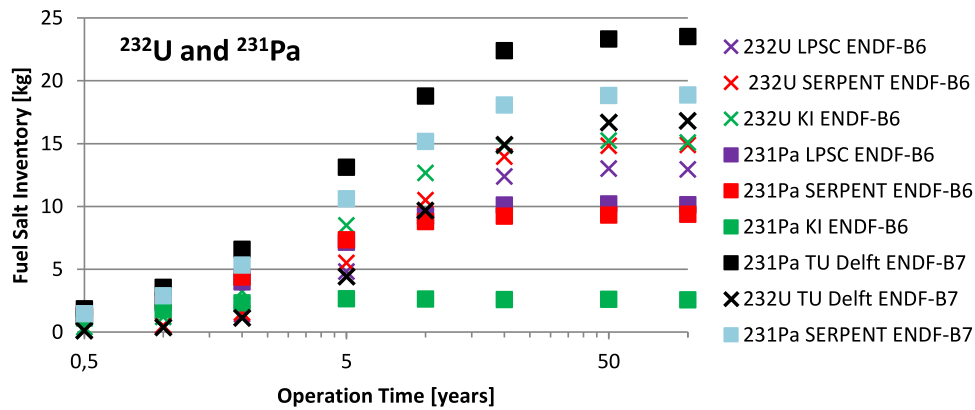 25
20
15
10
5
0
Fuel Salt Inventory [kg]
²³²U and ²³¹Pa
0,5
5
50
Operation Time [years]
232U LPSC ENDF-B6
232U SERPENT ENDF-B6
232U KI ENDF-B6
231Pa LPSC ENDF-B6
231Pa SERPENT ENDF-B6
231Pa KI ENDF-B6
231Pa TU Delft ENDF-B7
232U TU Delft ENDF-B7
231Pa SERPENT ENDF-B7